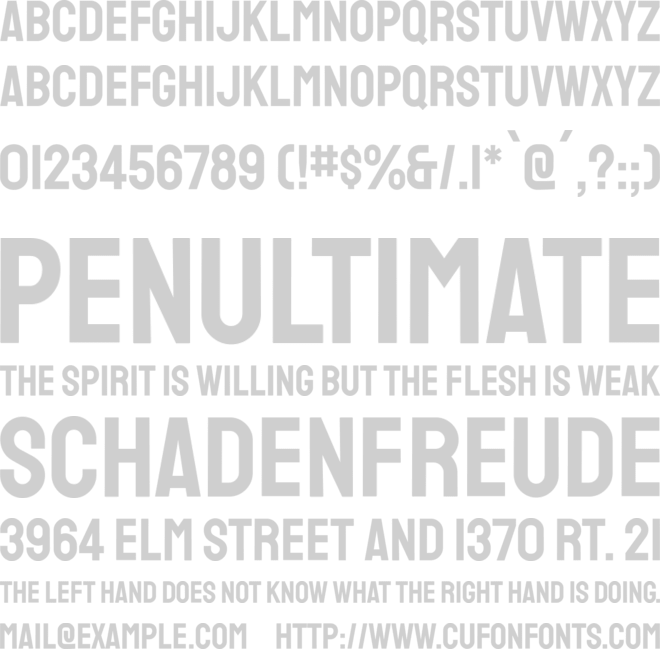 ABCDEFGHIJKLMNOPQRSTUVWXYZ
ABCDEFGHIJKLMNOPQRSTUVWXYZ
0123456789 (!#$%&/.|*`@´,?:;)
PENULTIMATE
THE SPIRIT IS WILLING BUT THE FLESH IS WEAK
SCHADENFREUDE
3964 ELM STREET AND 1370 RT. 21
THE LEFT HAND DOES NOT KNOW WHAT THE RIGHT HAND IS DOING.
MAIL@EXAMPLE.COM HTTP://WWW.CUFONFONTS.COM